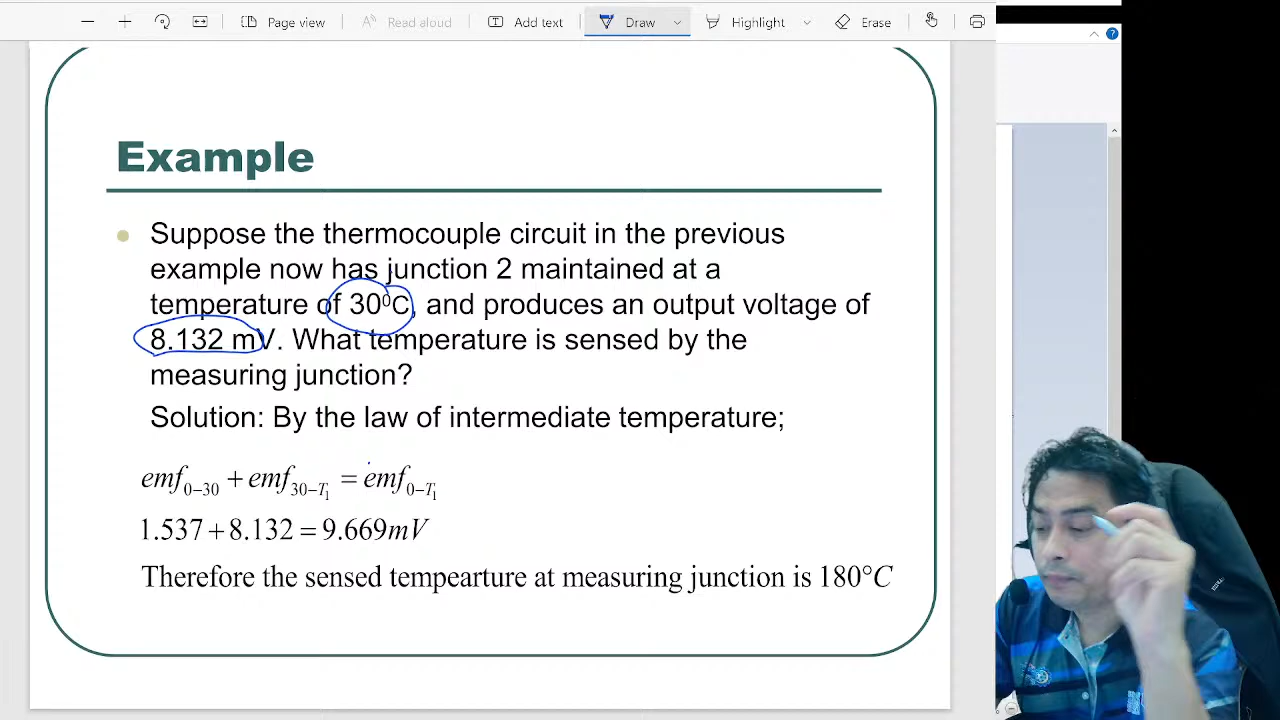 Page view
Read aloud
Add text
Draw
Highlight
Erase
Example
Suppose the thermocouple circuit in the previous
example now has junction 2 maintained at a
temperature of 30⁰C, and produces an output voltage of
8.132 mV. What temperature is sensed by the
measuring junction?
Solution: By the law of intermediate temperature;
emf₀₋₃₀ + emf₃₀₋T₁ = emf₀₋T₁
1.537 + 8.132 = 9.669mV
Therefore the sensed tempearture at measuring junction is 180°C